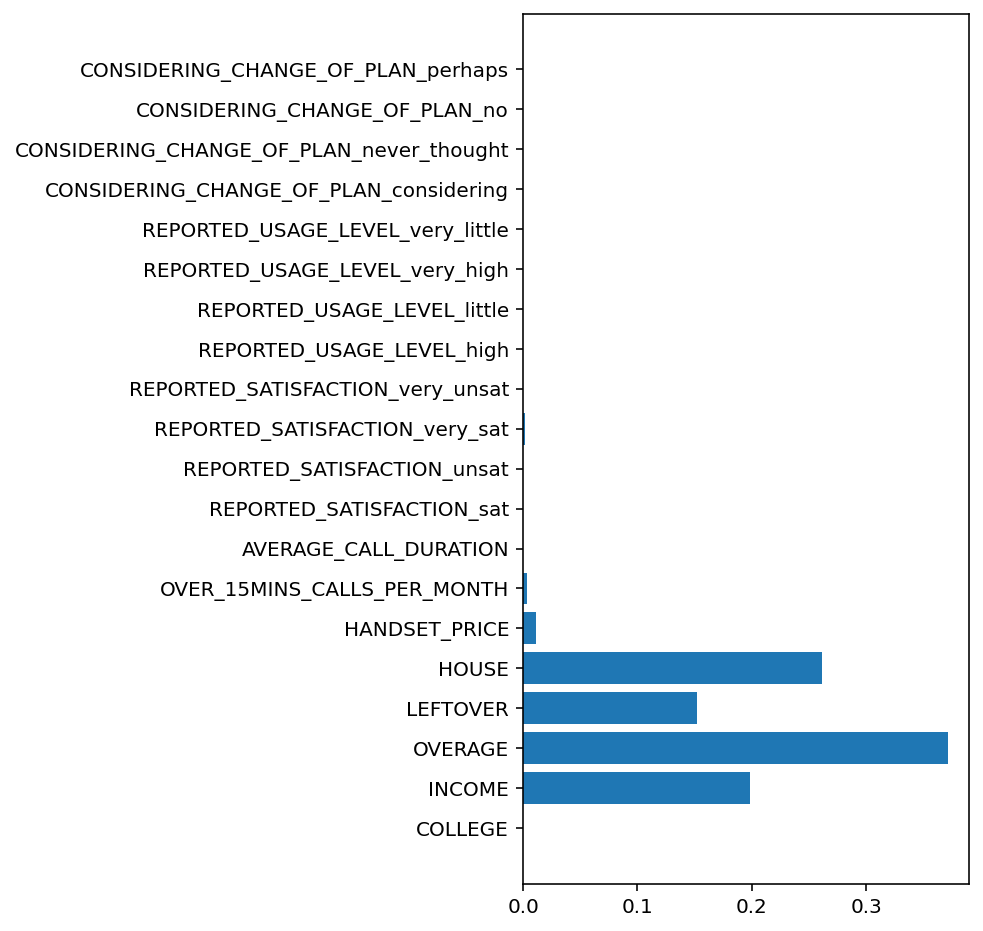 CONSIDERING_CHANGE_OF_PLAN_perhaps
CONSIDERING_CHANGE_OF_PLAN_no
CONSIDERING_CHANGE_OF_PLAN_never_thought
CONSIDERING_CHANGE_OF_PLAN_considering
REPORTED_USAGE_LEVEL_very_little
REPORTED_USAGE_LEVEL_very_high
REPORTED_USAGE_LEVEL_little
REPORTED_USAGE_LEVEL_high
REPORTED_SATISFACTION_very_unsat
REPORTED_SATISFACTION_very_sat
REPORTED_SATISFACTION_unsat
REPORTED_SATISFACTION_sat
AVERAGE_CALL_DURATION
OVER_15MINS_CALLS_PER_MONTH
HANDSET_PRICE
HOUSE
LEFTOVER
OVERAGE
INCOME
COLLEGE
0.0 0.1 0.2 0.3